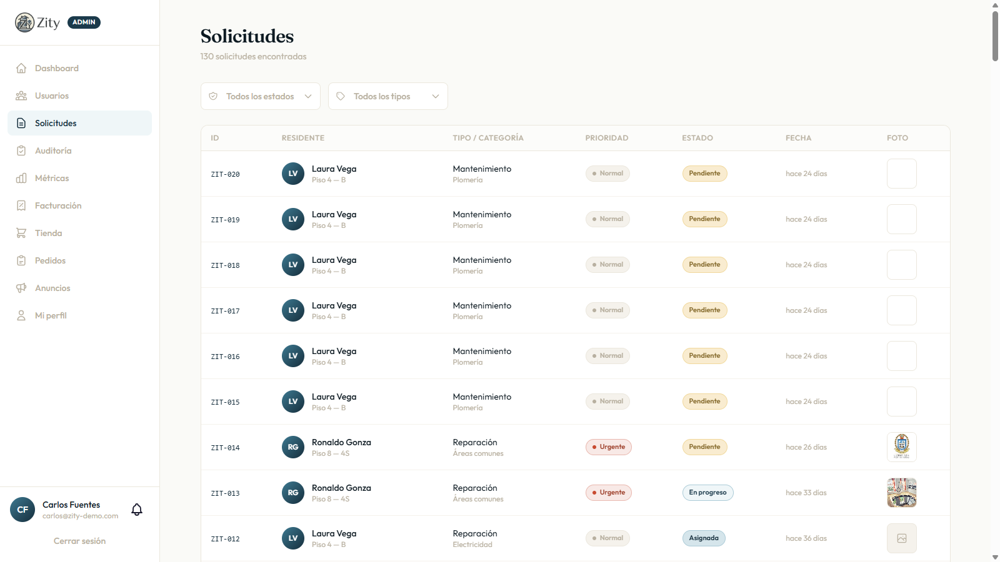 Zity ADMIN
Dashboard
Usuarios
Solicitudes
Auditoría
Métricas
Facturación
Tienda
Pedidos
Anuncios
Mi perfil
CF Carlos Fuentes
carlos@zity-demo.com
Cerrar sesión
Solicitudes
130 solicitudes encontradas
Todos los estados Todos los tipos
ID RESIDENTE TIPO / CATEGORÍA PRIORIDAD ESTADO FECHA FOTO
ZIT-020 LV Laura Vega Mantenimiento Normal Pendiente hace 24 días
Piso 4 — B Plomería
ZIT-019 LV Laura Vega Mantenimiento Normal Pendiente hace 24 días
Piso 4 — B Plomería
ZIT-018 LV Laura Vega Mantenimiento Normal Pendiente hace 24 días
Piso 4 — B Plomería
ZIT-017 LV Laura Vega Mantenimiento Normal Pendiente hace 24 días
Piso 4 — B Plomería
ZIT-016 LV Laura Vega Mantenimiento Normal Pendiente hace 24 días
Piso 4 — B Plomería
ZIT-015 LV Laura Vega Mantenimiento Normal Pendiente hace 24 días
Piso 4 — B Plomería
ZIT-014 RG Ronaldo Gonza Reparación Urgente Pendiente hace 26 días
Piso 8 — 4S Áreas comunes
ZIT-013 RG Ronaldo Gonza Reparación Urgente En progreso hace 33 días
Piso 8 — 4S Áreas comunes
ZIT-012 LV Laura Vega Reparación Normal Asignada hace 36 días
Piso 4 — B Electricidad